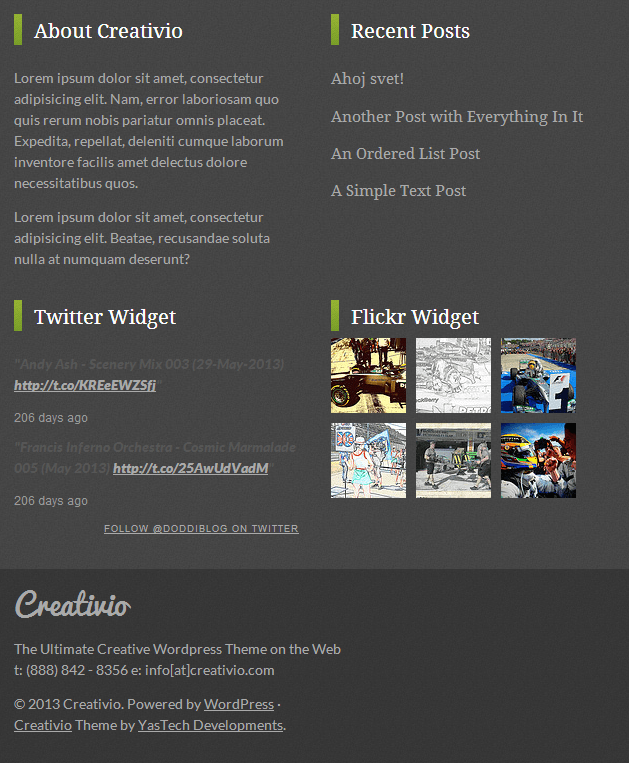 About Creativio
Lorem ipsum dolor sit amet, consectetur
adipisicing elit. Nam, error laboriosam quo
quis rerum nobis pariatur omnis placeat.
Expedita, repellat, deleniti cumque laborum
inventore facilis amet delectus dolore
necessitatibus quos.
Lorem ipsum dolor sit amet, consectetur
adipisicing elit. Beatae, recusandae soluta
nulla at numquam deserunt?
Recent Posts
Ahoj svet!
Another Post with Everything In It
An Ordered List Post
A Simple Text Post
Twitter Widget
"Andy Ash - Scenery Mix 003 (29-May-2013)
http://t.co/KREeEWZSfj"
206 days ago
"Francis Inferno Orchestra - Cosmic Mix
005 (May 2013) http://t.co/25AwUdVadM"
206 days ago
FOLLOW @DODDIBLOG ON TWITTER
Flickr Widget
BlackBerry
PETRO
Creativio
The Ultimate Creative Wordpress Theme on the Web
t: (888) 842 - 8356 e: info[at]creativio.com
© 2013 Creativio. Powered by WordPress ·
Creativio Theme by YasTech Developments.